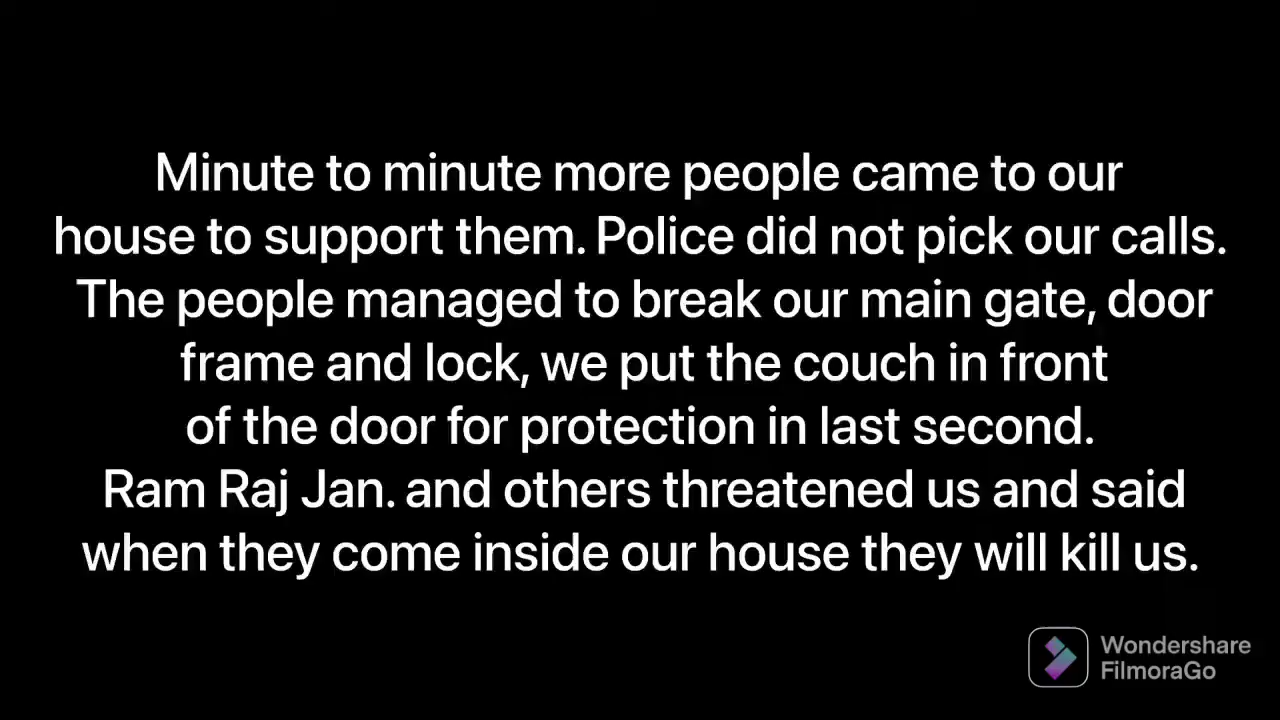 Minute to minute more people came to our
house to support them. Police did not pick our calls.
The people managed to break our main gate, door
frame and lock, we put the couch in front
of the door for protection in last second.
Ram Raj Jan. and others threatened us and said
when they come inside our house they will kill us.
Wondershare
FilmoraGo